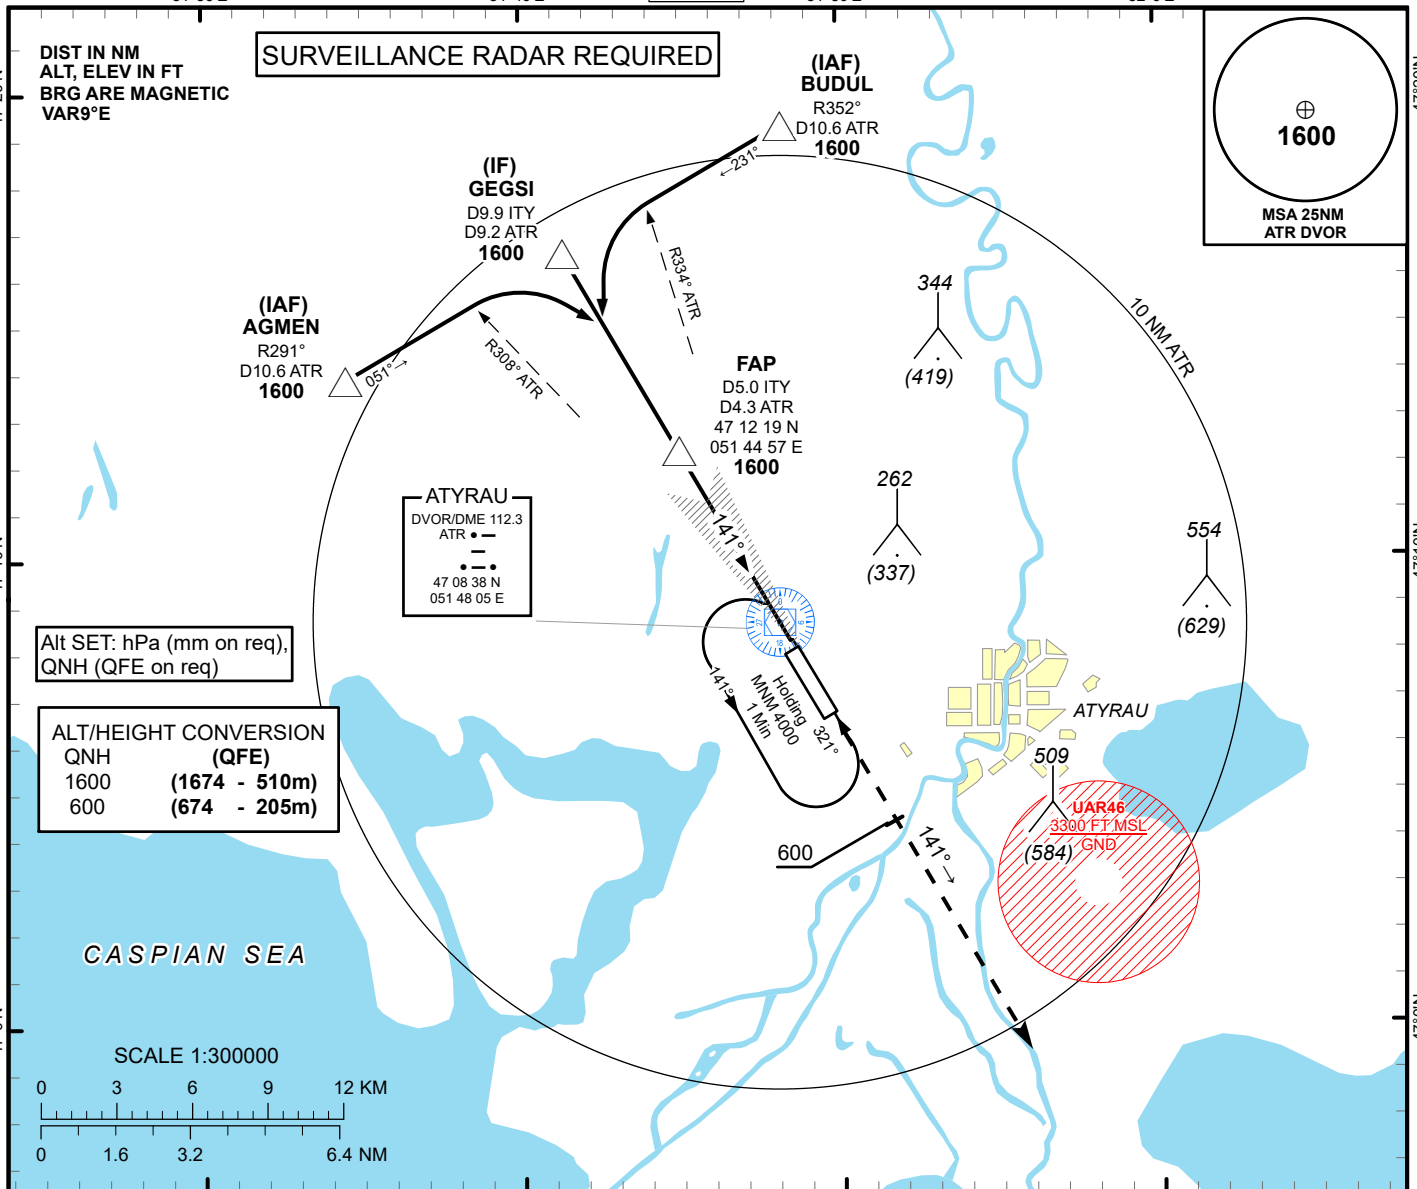 DIST IN NM
ALT, ELEV IN FT
BRG ARE MAGNETIC
VAR9°E
SURVEILLANCE RADAR REQUIRED
(IAF)
BUDUL
R352°
D10.6 ATR
1600
←231°
1600
MSA 25NM
ATR DVOR
(IF)
GEGSI
D9.9 ITY
D9.2 ATR
1600
R334° ATR
(IAF)
AGMEN
R291°
D10.6 ATR
1600
051°→
R308° ATR
344
(419)
10 NM ATR
FAP
D5.0 ITY
D4.3 ATR
47 12 19 N
051 44 57 E
1600
262
(337)
554
(629)
ATYRAU
DVOR/DME 112.3
ATR
47 08 38 N
051 48 05 E
141°
141°
Holding
MNM 4000
1 Min
321°
Alt SET: hPa (mm on req),
QNH (QFE on req)
ALT/HEIGHT CONVERSION
QNH (QFE)
1600 (1674 - 510m)
600 (674 - 205m)
ATYRAU
509
(584)
UAR46
3300 FT MSL
GND
600
141°→
CASPIAN SEA
SCALE 1:300000
0 3 6 9 12 KM
0 1.6 3.2 6.4 NM